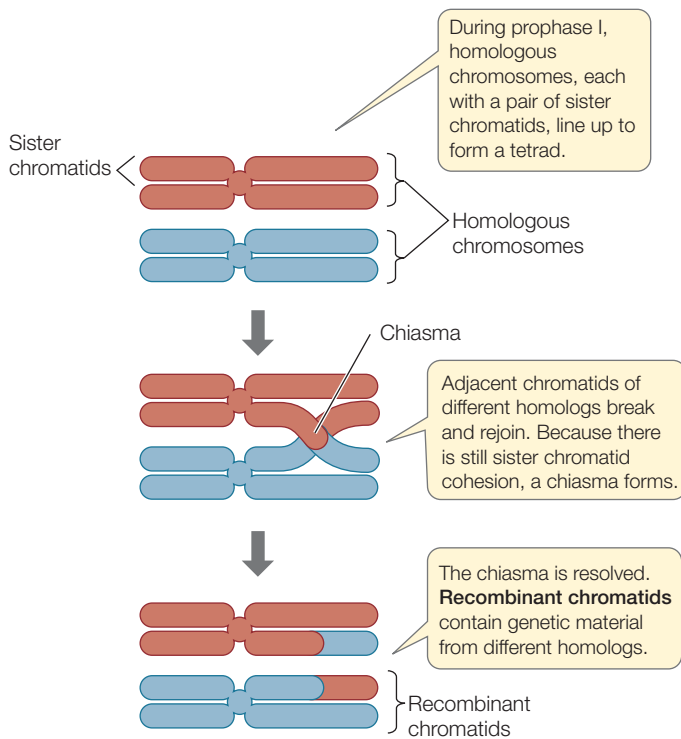 During prophase I,
homologous
chromosomes, each
with a pair of sister
chromatids, line up to
form a tetrad.
Sister
chromatids
Homologous
chromosomes
Chiasma
Adjacent chromatids of
different homologs break
and rejoin. Because there
is still sister chromatid
cohesion, a chiasma forms.
The chiasma is resolved.
Recombinant chromatids
contain genetic material
from different homologs.
Recombinant
chromatids